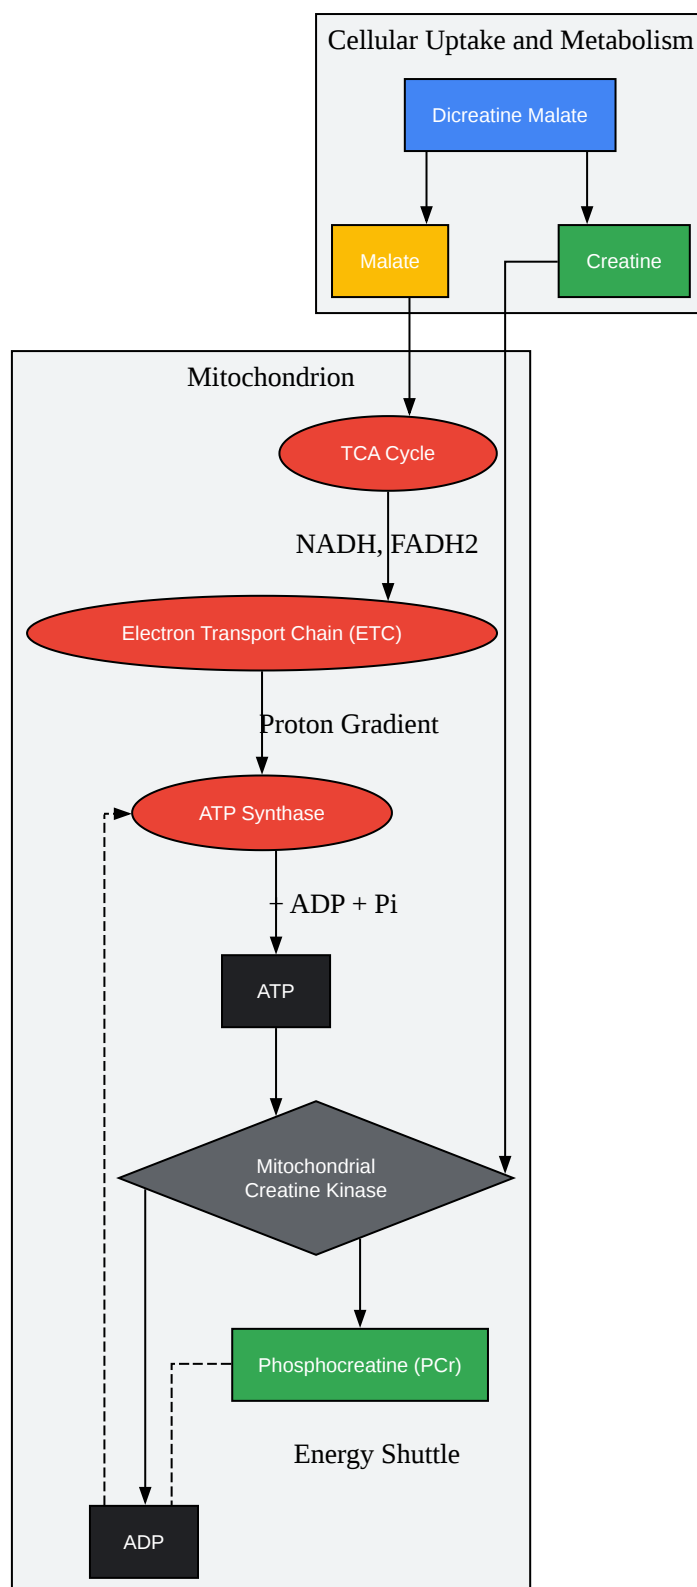 Cellular Uptake and Metabolism
Dicreatine Malate
Malate
Creatine
Mitochondrion
TCA Cycle
NADH, FADH2
Electron Transport Chain (ETC)
Proton Gradient
ATP Synthase
+ ADP + Pi
ATP
Mitochondrial
Creatine Kinase
Phosphocreatine (PCr)
Energy Shuttle
ADP